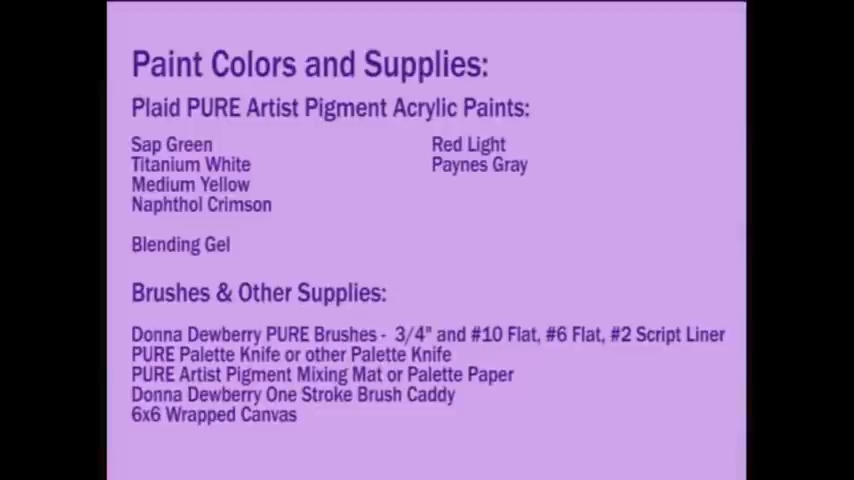 Paint Colors and Supplies:
Plaid PURE Artist Pigment Acrylic Paints:
Sap Green
Titanium White
Medium Yellow
Naphthol Crimson
Red Light
Paynes Gray
Blending Gel
Brushes & Other Supplies:
Donna Dewberry PURE Brushes - 3/4" and #10 Flat, #6 Flat, #2 Script Liner
PURE Palette Knife or other Palette Knife
PURE Artist Pigment Mixing Mat or Palette Paper
Donna Dewberry One Stroke Brush Caddy
6x6 Wrapped Canvas